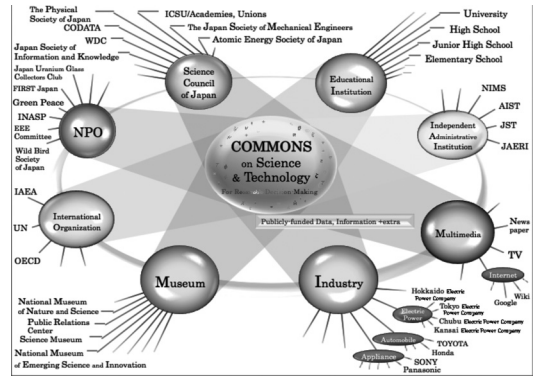 The Physical
Society of Japan
CODATA
WDC
Japan Society of
Information and Knowledge
Japan Uranium Glass
Collectors Club
FIRST Japan
Green Peace
INASP
EEE
Committee
Wild Bird
Society
of Japan
NPO
ICSU/Academies, Unions
The Japan Society of Mechanical Engineers
Atomic Energy Society of Japan
Science
Council
of Japan
University
High School
Junior High School
Elementary School
Educational
Institution
NIMS
AIST
JST
JAERI
Independent
Administrative
Institution
COMMONS
on Science
& Technology
For Making
Publicly-funded Data, Information +extra
IAEA
UN
OECD
International
Organization
Multimedia
News
paper
TV
Internet
Wiki
Google
Museum
National Museum
of Nature and Science
Public Relations
Center
Science Museum
National Museum
of Emerging Science and Innovation
Industry
Hokkaido Electric
Power Company
Tokyo Electric
Power Company
Chubu Electric Power Company
Kansai Electric Power Company
Electric
Power
Automobile
TOYOTA
Honda
Appliance
SONY
Panasonic